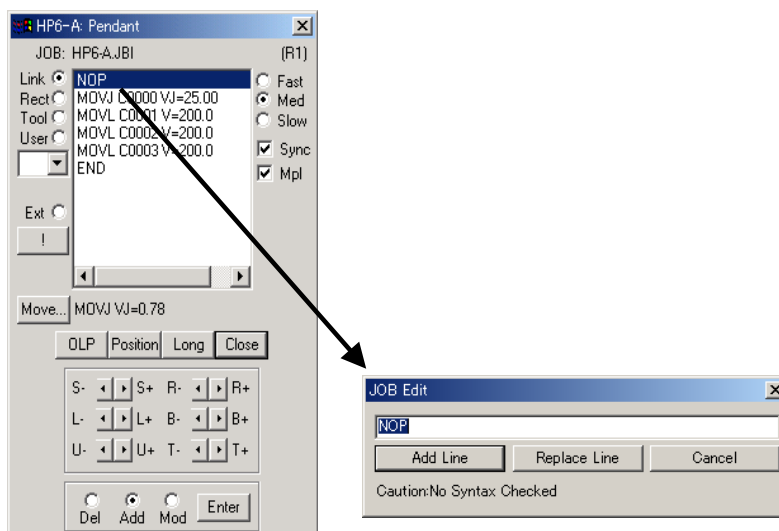 HP6-A: Pendant
JOB: HP6-A.JBI (R1)
Link
Rect
Tool
User
Ext
!
NOP
MOVJ C0000 VJ=25.00
MOVL C0001 V=200.0
MOVL C0002 V=200.0
MOVL C0003 V=200.0
END
Fast
Med
Slow
Sync
Mpl
Move... MOVJ VJ=0.78
OLP Position Long Close
S- S+ R- R+
L- L+ B- B+
U- U+ T- T+
Del Add Mod Enter
JOB Edit
NOP
Add Line Replace Line Cancel
Caution:No Syntax Checked